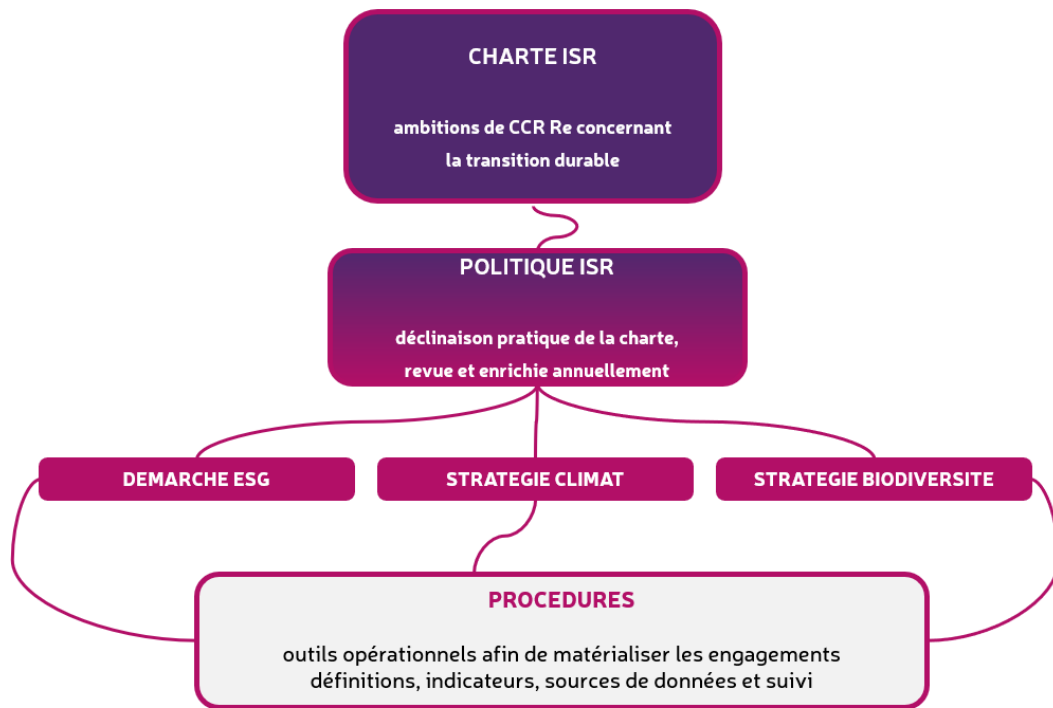 CHARTE ISR
ambitions de CCR Re concernant
la transition durable
POLITIQUE ISR
déclinaison pratique de la charte,
revue et enrichie annuellement
DEMARCHE ESG
STRATEGIE CLIMAT
STRATEGIE BIODIVERSITE
PROCEDURES
outils opérationnels afin de matérialiser les engagements
définitions, indicateurs, sources de données et suivi